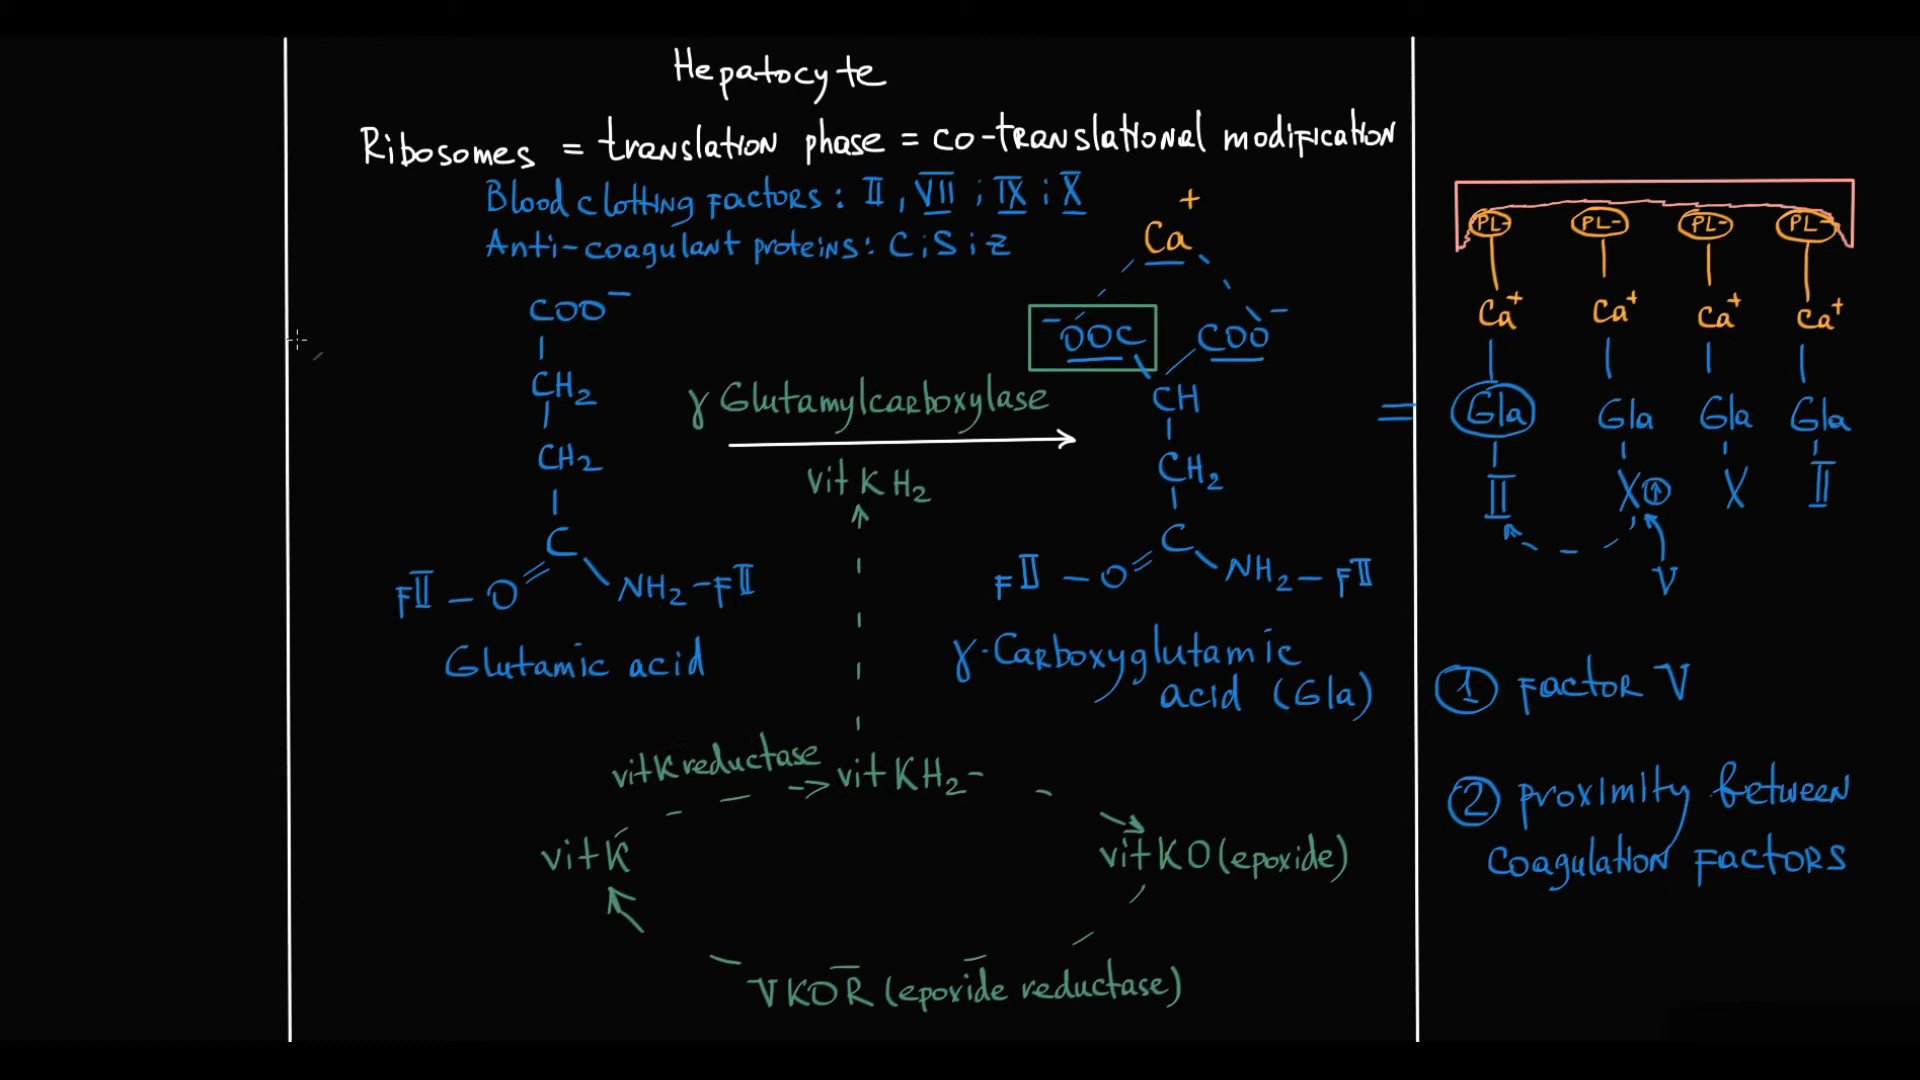 Hepatocyte
Ribosomes = translation phase = co-translational modification
Blood clotting factors: II, VII; IX; X
Anti-coagulant proteins: C; S; Z
Ca+
COO−
−OOC
COO−
CH2
CH
γ Glutamylcarboxylase
CH2
CH2
vit KH2
C
C
FII – O
NH2 – FII
FII – O
NH2 – FII
Glutamic acid
γ-Carboxyglutamic
acid (Gla)
vit K reductase
vit KH2
vit K
vit KO (epoxide)
VKOR (epoxide reductase)
=
PL- PL- PL- PL-
Ca+ Ca+ Ca+ Ca+
Gla Gla Gla Gla
II X↑ X II
V
① Factor V
② proximity between
coagulation factors